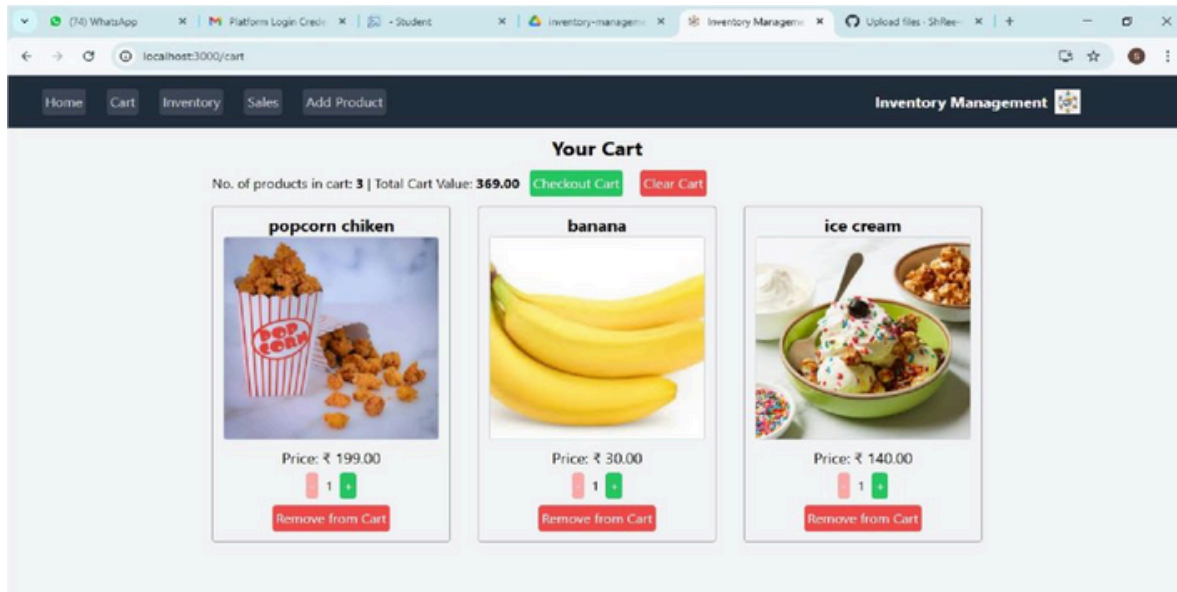 (74) WhatsApp
Platform Login Crede
- Student
inventory-manageme
Inventory Manageme
Upload files · ShRee-
localhost:3000/cart
S
Home Cart Inventory Sales Add Product Inventory Management
Your Cart
No. of products in cart: 3 | Total Cart Value: 369.00 Checkout Cart Clear Cart
popcorn chiken
POP
CORN
Price: ₹ 199.00
- 1 +
Remove from Cart
banana
Price: ₹ 30.00
- 1 +
Remove from Cart
ice cream
Price: ₹ 140.00
- 1 +
Remove from Cart